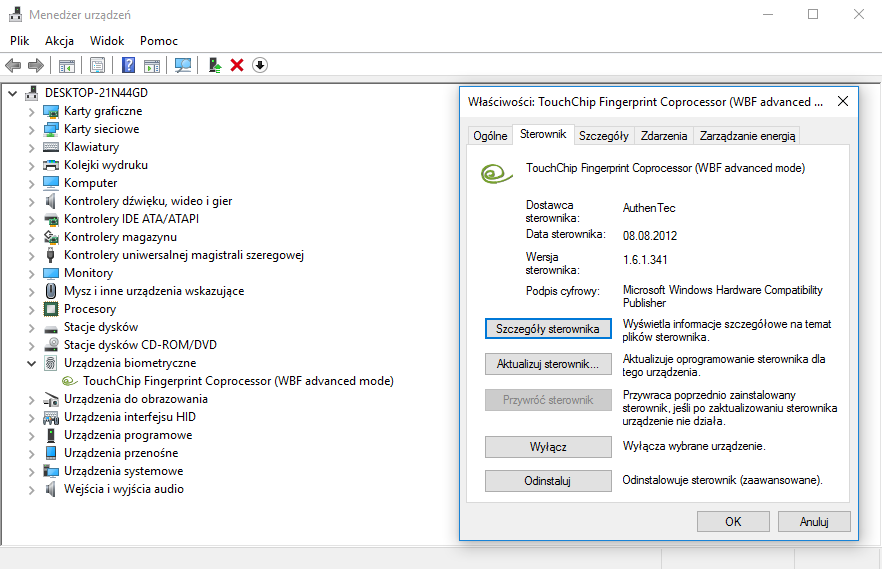 Menedżer urządzeń
Plik Akcja Widok Pomoc
DESKTOP-21N44GD
Karty graficzne
Karty sieciowe
Klawiatury
Kolejki wydruku
Komputer
Kontrolery dźwięku, wideo i gier
Kontrolery IDE ATA/ATAPI
Kontrolery magazynu
Kontrolery uniwersalnej magistrali szeregowej
Monitory
Mysz i inne urządzenia wskazujące
Procesory
Stacje dysków
Stacje dysków CD-ROM/DVD
Urządzenia biometryczne
TouchChip Fingerprint Coprocessor (WBF advanced mode)
Urządzenia do obrazowania
Urządzenia interfejsu HID
Urządzenia programowe
Urządzenia przenośne
Urządzenia systemowe
Wejścia i wyjścia audio
Właściwości: TouchChip Fingerprint Coprocessor (WBF advanced ...
Ogólne Sterownik Szczegóły Zdarzenia Zarządzanie energią
TouchChip Fingerprint Coprocessor (WBF advanced mode)
Dostawca
sterownika:
AuthenTec
Data sterownika: 08.08.2012
Wersja
sterownika:
1.6.1.341
Podpis cyfrowy: Microsoft Windows Hardware Compatibility
Publisher
Szczegóły sterownika
Wyświetla informacje szczegółowe na temat
plików sterownika.
Aktualizuj sterownik...
Aktualizuje oprogramowanie sterownika dla
tego urządzenia.
Przywróć sterownik
Przywraca poprzednio zainstalowany
sterownik, jeśli po zaktualizowaniu sterownika
urządzenie nie działa.
Wyłącz
Wyłącza wybrane urządzenie.
Odinstaluj
Odinstalowuje sterownik (zaawansowane).
OK Anuluj